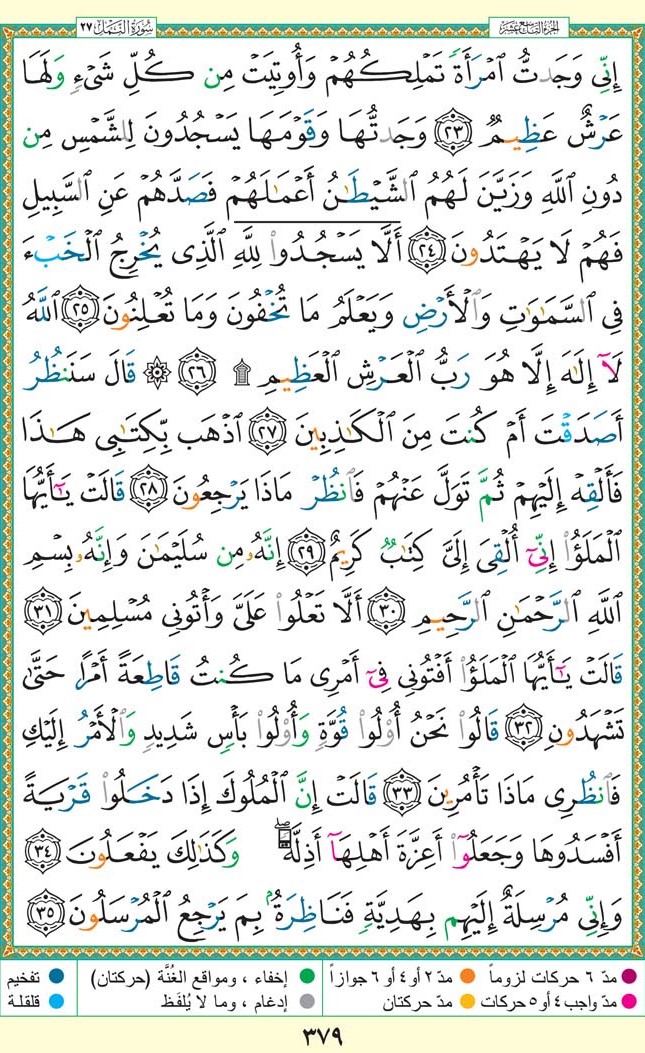 سُورَةُ النَّمْلِ ٢٧
الجزء التاسع عشر
إِنِّي وَجَدتُّ ٱمْرَأَةً تَمْلِكُهُمْ وَأُوتِيَتْ مِن كُلِّ شَيْءٍ وَلَهَا
عَرْشٌ عَظِيمٌ ٢٣ وَجَدتُّهَا وَقَوْمَهَا يَسْجُدُونَ لِلشَّمْسِ مِن
دُونِ ٱللَّهِ وَزَيَّنَ لَهُمُ ٱلشَّيْطَٰنُ أَعْمَٰلَهُمْ فَصَدَّهُمْ عَنِ ٱلسَّبِيلِ
فَهُمْ لَا يَهْتَدُونَ ٢٤ أَلَّا يَسْجُدُوا۟ لِلَّهِ ٱلَّذِى يُخْرِجُ ٱلْخَبْءَ
فِى ٱلسَّمَٰوَٰتِ وَٱلْأَرْضِ وَيَعْلَمُ مَا تُخْفُونَ وَمَا تُعْلِنُونَ ٢٥ ٱللَّهُ
لَآ إِلَٰهَ إِلَّا هُوَ رَبُّ ٱلْعَرْشِ ٱلْعَظِيمِ ۩ ٢٦ ۞ قَالَ سَنَنظُرُ
أَصَدَقْتَ أَمْ كُنتَ مِنَ ٱلْكَٰذِبِينَ ٢٧ ٱذْهَب بِّكِتَٰبِى هَٰذَا
فَأَلْقِهْ إِلَيْهِمْ ثُمَّ تَوَلَّ عَنْهُمْ فَٱنظُرْ مَاذَا يَرْجِعُونَ ٢٨ قَالَتْ يَٰٓأَيُّهَا
ٱلْمَلَؤُا۟ إِنِّىٓ أُلْقِىَ إِلَىَّ كِتَٰبٌ كَرِيمٌ ٢٩ إِنَّهُۥ مِن سُلَيْمَٰنَ وَإِنَّهُۥ بِسْمِ
ٱللَّهِ ٱلرَّحْمَٰنِ ٱلرَّحِيمِ ٣٠ أَلَّا تَعْلُوا۟ عَلَىَّ وَأْتُونِى مُسْلِمِينَ ٣١
قَالَتْ يَٰٓأَيُّهَا ٱلْمَلَؤُا۟ أَفْتُونِى فِىٓ أَمْرِى مَا كُنتُ قَاطِعَةً أَمْرًا حَتَّىٰ
تَشْهَدُونِ ٣٢ قَالُوا۟ نَحْنُ أُو۟لُوا۟ قُوَّةٍ وَأُو۟لُوا۟ بَأْسٍ شَدِيدٍ وَٱلْأَمْرُ إِلَيْكِ
فَٱنظُرِى مَاذَا تَأْمُرِينَ ٣٣ قَالَتْ إِنَّ ٱلْمُلُوكَ إِذَا دَخَلُوا۟ قَرْيَةً
أَفْسَدُوهَا وَجَعَلُوٓا۟ أَعِزَّةَ أَهْلِهَآ أَذِلَّةً ۖ وَكَذَٰلِكَ يَفْعَلُونَ ٣٤
وَإِنِّى مُرْسِلَةٌ إِلَيْهِم بِهَدِيَّةٍ فَنَاظِرَةٌۢ بِمَ يَرْجِعُ ٱلْمُرْسَلُونَ ٣٥
مدّ ٦ حركات لزوماً مدّ ٢ أو ٤ أو ٦ جوازاً إخفاء ، ومواقع الغُنَّة (حركتان) تفخيم
مدّ واجب ٤ أو ٥ حركات مدّ حركتان إدغام ، وما لا يُلفَظ قلقلة
٣٧٩